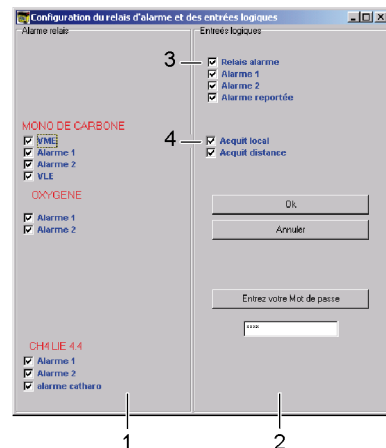 Configuration du relais d'alarme et des entrées logiques
Alarme relais
Entreés logiques
3
Relais alarme
Alarme 1
Alarme 2
Alarme reportée
MONO DE CARBONE
VME
Alarme 1
Alarme 2
VLE
4
Acquit local
Acquit distance
OXYGENE
Alarme 1
Alarme 2
Ok
Annuler
Entrez votre Mot de passe
****
CH4 LIE 4.4
Alarme 1
Alarme 2
alarme catharo
1
2